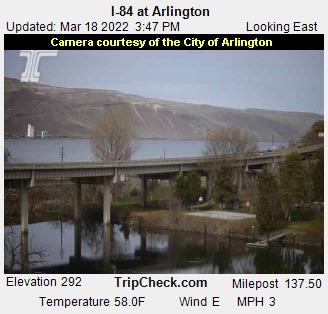 I-84 at Arlington
Updated: Mar 18 2022 3:47 PM Looking East
Camera courtesy of the City of Arlington
Elevation 292 TripCheck.com Milepost 137.50
Temperature 58.0F Wind E MPH 3